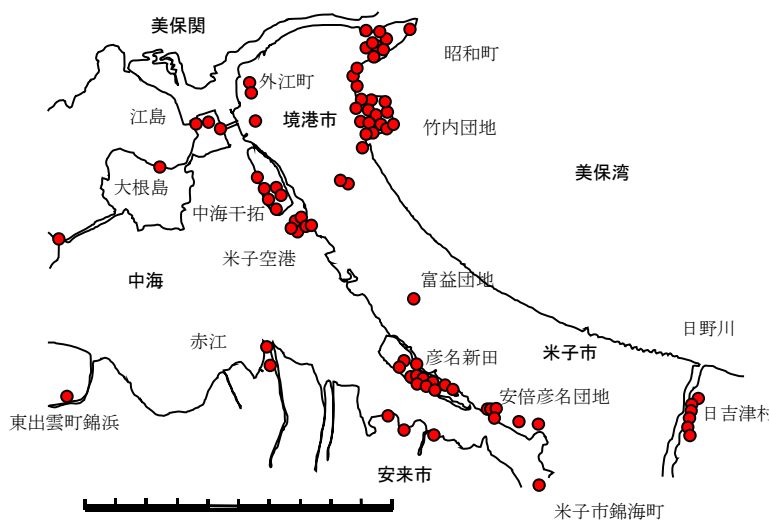 美保関
昭和町
外江町
江島
境港市
竹内団地
美保湾
大根島
中海干拓
米子空港
中海
富益団地
日野川
赤江
彦名新田
米子市
安倍彦名団地
日吉津村
東出雲町錦浜
安来市
米子市錦海町